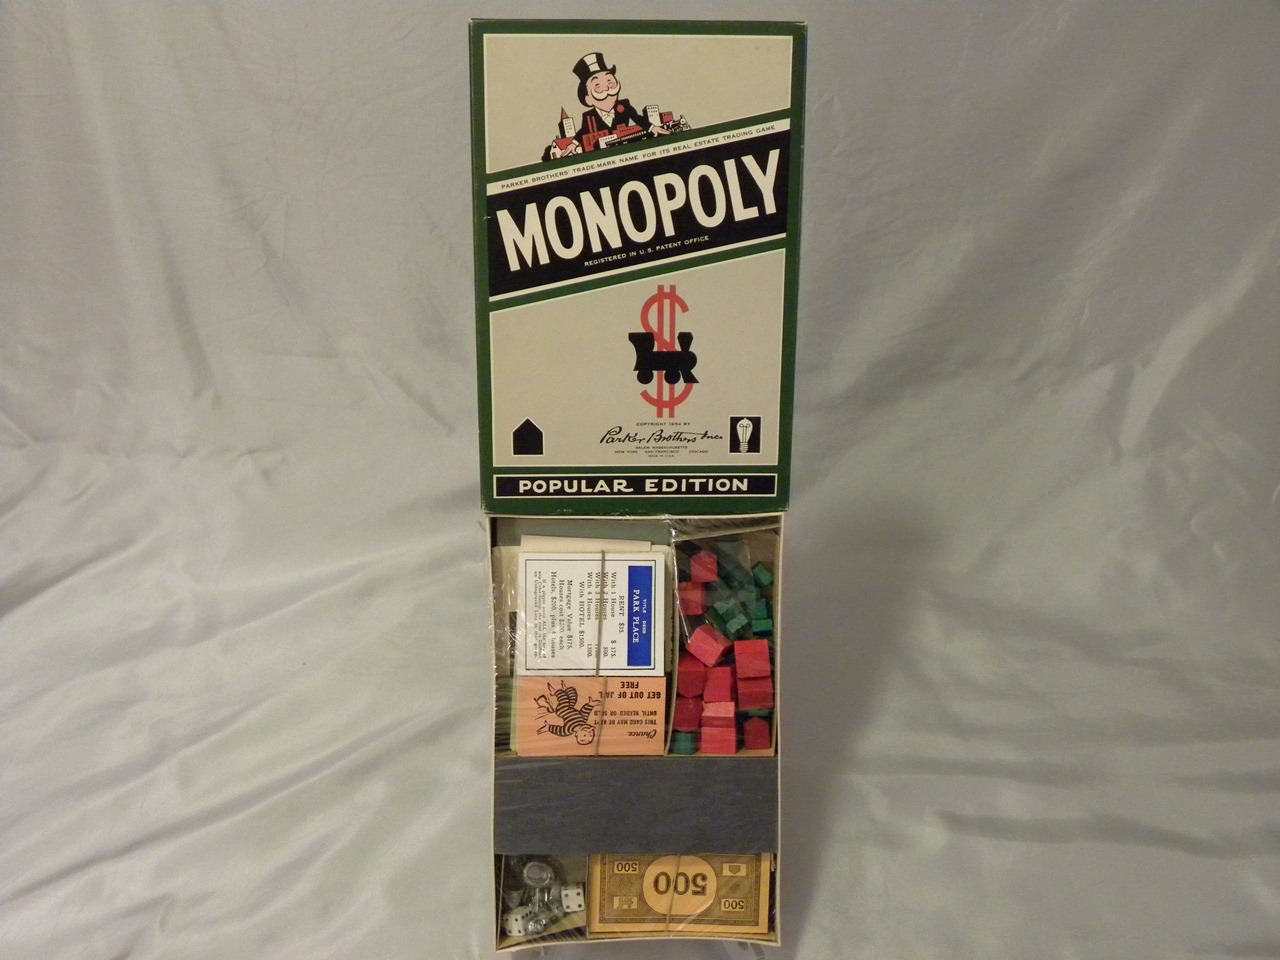 PARKER BROTHERS' TRADE-MARK NAME FOR ITS REAL ESTATE TRADING GAME
MONOPOLY
REGISTERED IN U.S. PATENT OFFICE
COPYRIGHT 1954 BY
Parker Brothers Inc
SALEM, MASSACHUSETTS
NEW YORK SAN FRANCISCO CHICAGO
MADE IN U.S.A.
POPULAR EDITION
TITLE DEED
PARK PLACE
RENT $35.
With 1 House $ 175.
With 2 Houses 500.
With 3 Houses
With 4 Houses 1300.
With HOTEL $1500.
Mortgage Value $175.
Houses cost $200. each
Hotels, $200. plus 4 houses
Chance
THIS CARD MAY BE KEPT
UNTIL NEEDED OR SOLD
GET OUT OF JAIL
FREE
500
500
500